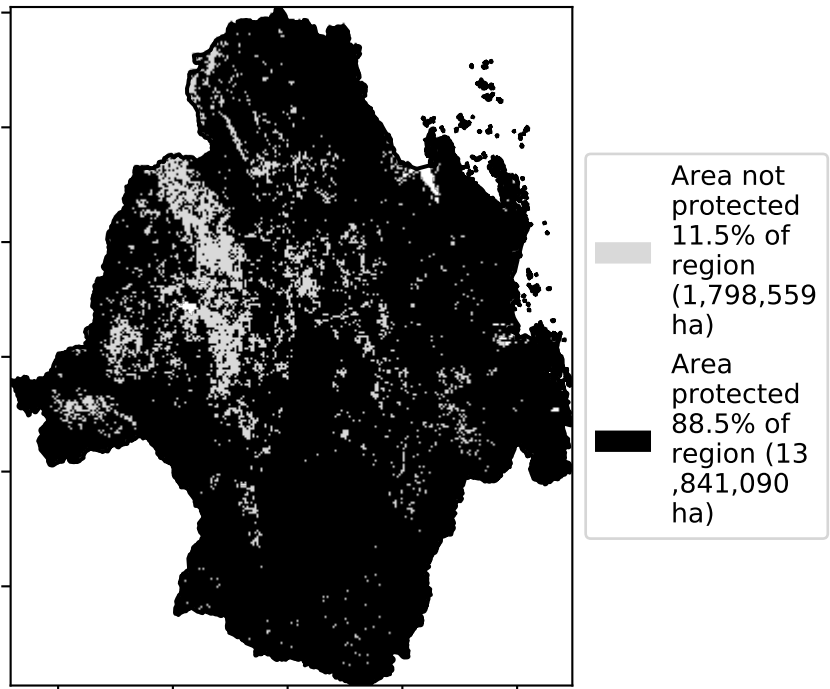 Area not
protected
11.5% of
region
(1,798,559
ha)
Area
protected
88.5% of
region (13
,841,090
ha)